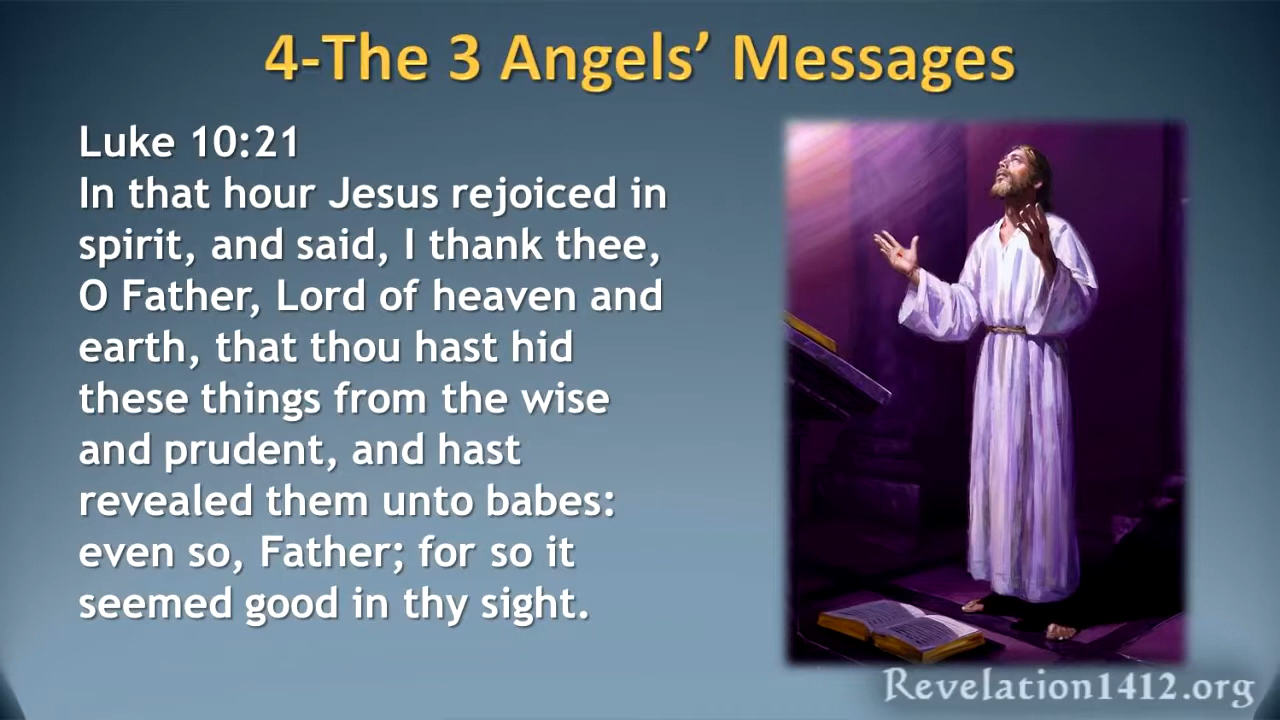 4-The 3 Angels’ Messages
Luke 10:21
In that hour Jesus rejoiced in
spirit, and said, I thank thee,
O Father, Lord of heaven and
earth, that thou hast hid
these things from the wise
and prudent, and hast
revealed them unto babes:
even so, Father; for so it
seemed good in thy sight.
Revelation1412.org